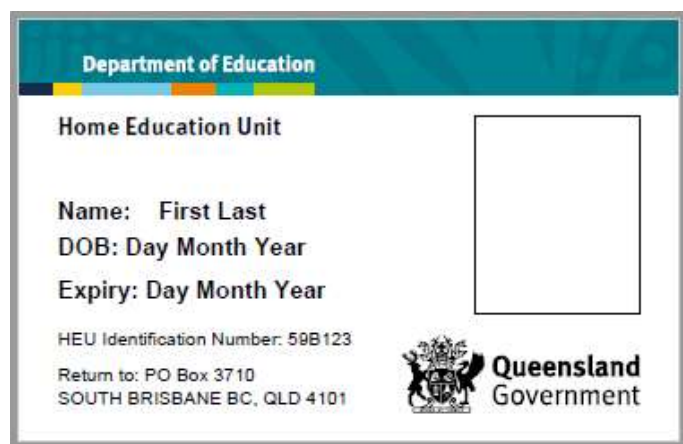 Department of Education
Home Education Unit
Name: First Last
DOB: Day Month Year
Expiry: Day Month Year
HEU Identification Number: 59B123
Return to: PO Box 3710
SOUTH BRISBANE BC, QLD 4101
Queensland
Government